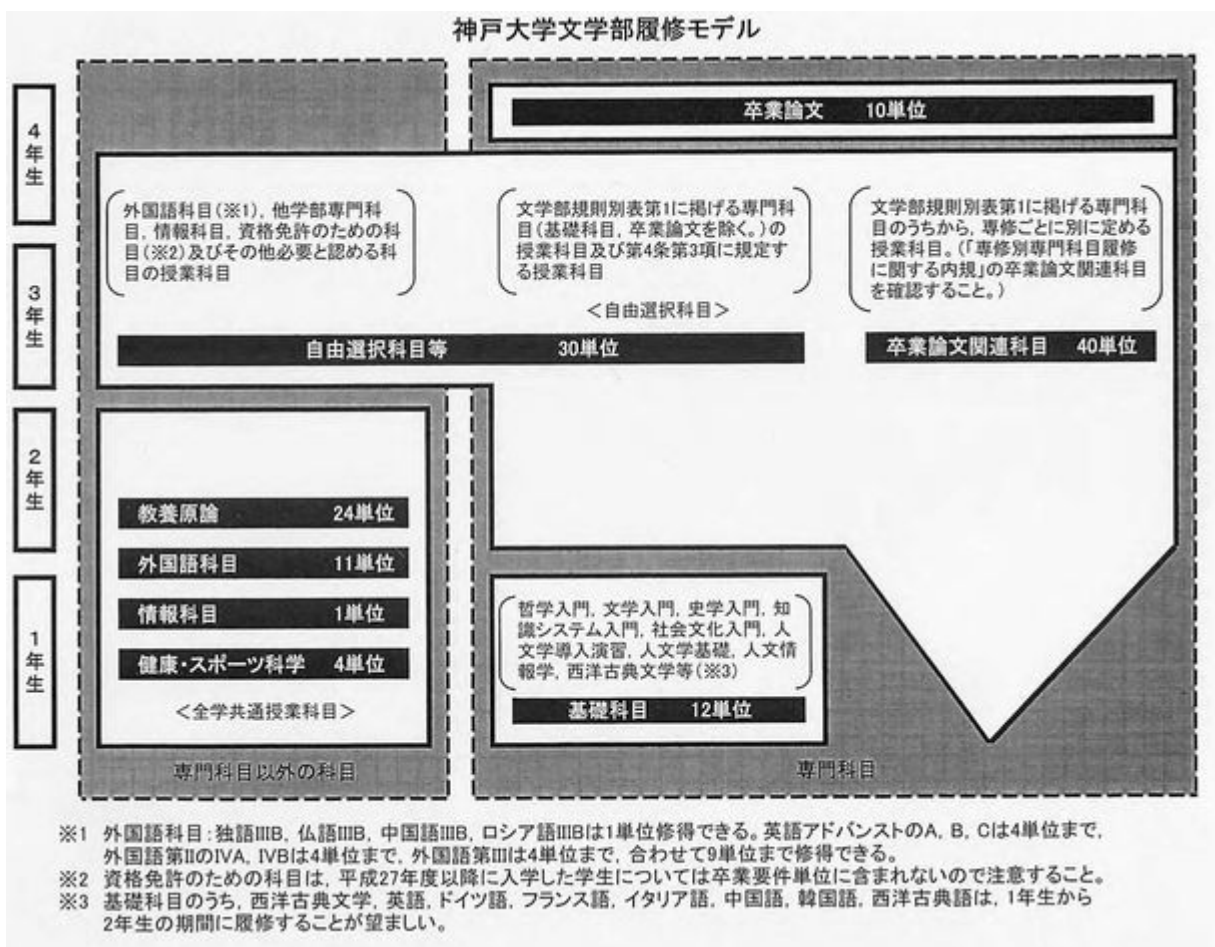 神戸大学文学部履修モデル
4年生
3年生
2年生
1年生
卒業論文 10単位
外国語科目(※1), 他学部専門科
目, 情報科目, 資格免許のための科
目(※2)及びその他必要と認める科
目の授業科目
文学部規則別表第1に掲げる専門科
目(基礎科目, 卒業論文を除く。)の
授業科目及び第4条第3項に規定す
る授業科目
<自由選択科目>
文学部規則別表第1に掲げる専門科
目のうちから, 専修ごとに別に定める
授業科目。(「専修別専門科目履修
に関する内規」の卒業論文関連科目
を確認すること。)
自由選択科目等 30単位
卒業論文関連科目 40単位
教養原論 24単位
外国語科目 11単位
情報科目 1単位
健康・スポーツ科学 4単位
<全学共通授業科目>
専門科目以外の科目
哲学入門, 文学入門, 史学入門, 知
識システム入門, 社会文化入門, 人
文学導入演習, 人文学基礎, 人文情
報学, 西洋古典文学等(※3)
基礎科目 12単位
専門科目
※1 外国語科目:独語IIIB, 仏語IIIB, 中国語IIIB, ロシア語IIIBは1単位修得できる。英語アドバンストのA, B, Cは4単位まで,
外国語第IIのIVA, IVBは4単位まで, 外国語第IIIは4単位まで, 合わせて9単位まで修得できる。
※2 資格免許のための科目は, 平成27年度以降に入学した学生については卒業要件単位に含まれないので注意すること。
※3 基礎科目のうち, 西洋古典文学, 英語, ドイツ語, フランス語, イタリア語, 中国語, 韓国語, 西洋古典語は, 1年生から
2年生の期間に履修することが望ましい。